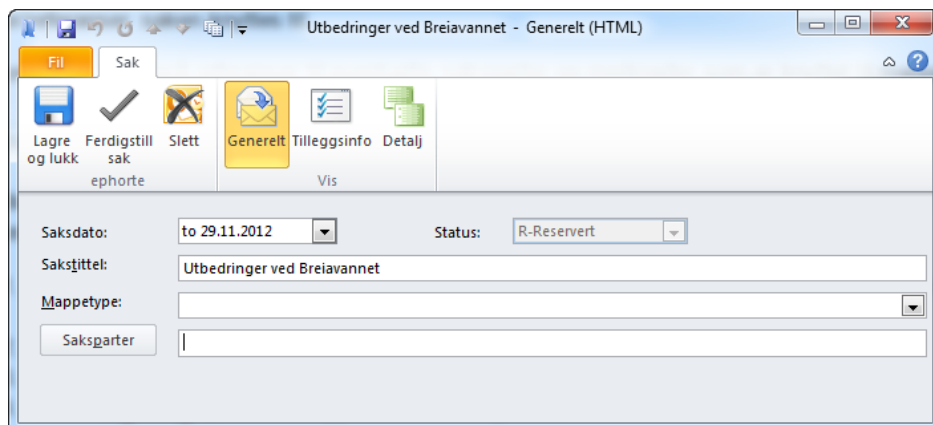 Utbedringer ved Breiavannet - Generelt (HTML)
Fil Sak
Lagre og lukk
Ferdigstill sak
Slett
Generelt
Tilleggsinfo
Detalj
ephorte
Vis
Saksdato: to 29.11.2012 Status: R-Reservert
Sakstittel: Utbedringer ved Breiavannet
Mappetype:
Saksparter